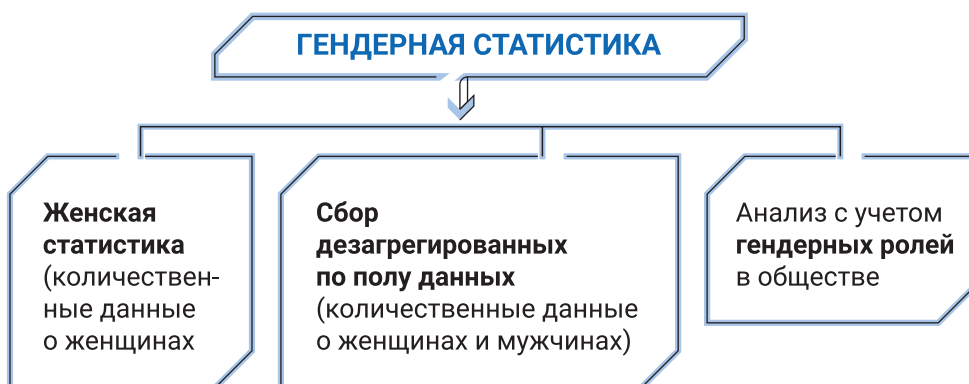 ГЕНДЕРНАЯ СТАТИСТИКА
Женская
статистика
(количествен-
ные данные
о женщинах
Сбор
дезагрегированных
по полу данных
(количественные данные
о женщинах и мужчинах)
Анализ с учетом
гендерных ролей
в обществе